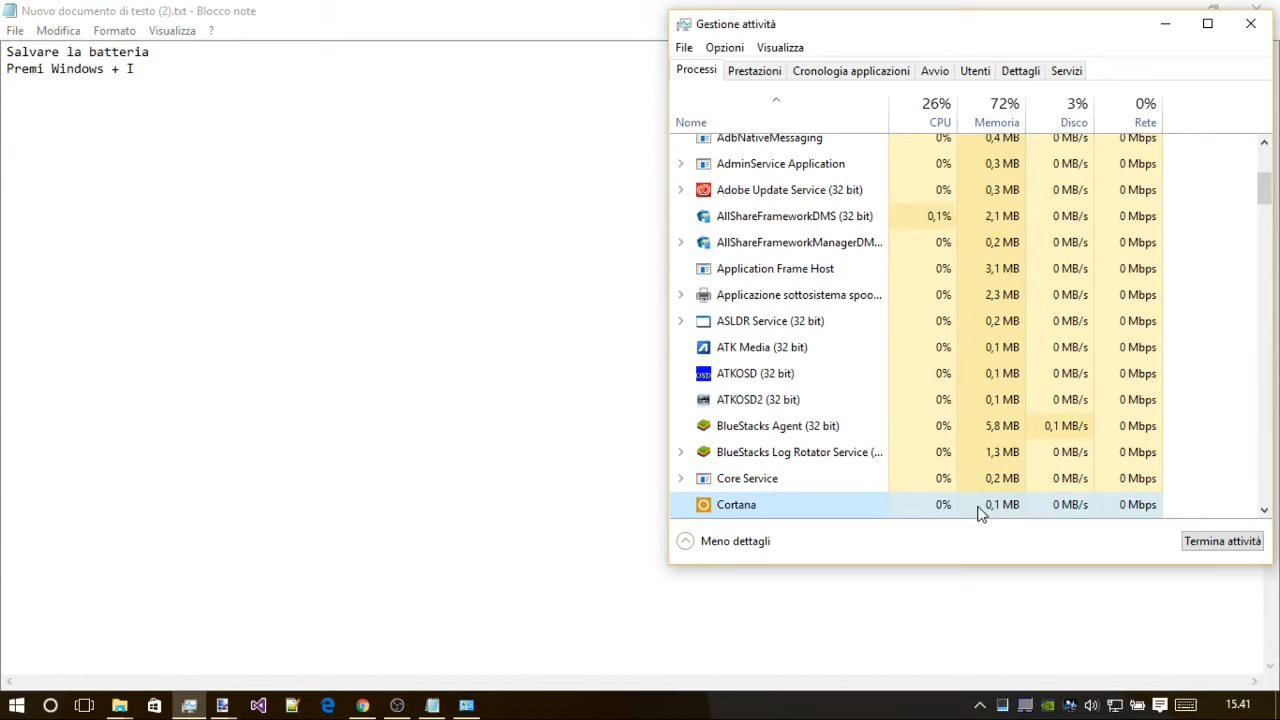 Nuovo documento di testo (2).txt - Blocco note
File Modifica Formato Visualizza ?
Salvare la batteria
Premi Windows + I
Gestione attività
File Opzioni Visualizza
Processi Prestazioni Cronologia applicazioni Avvio Utenti Dettagli Servizi
26% 72% 3% 0%
Nome CPU Memoria Disco Rete
AdbNativeMessaging 0% 0,4 MB 0 MB/s 0 Mbps
AdminService Application 0% 0,3 MB 0 MB/s 0 Mbps
Adobe Update Service (32 bit) 0% 0,3 MB 0 MB/s 0 Mbps
AllShareFrameworkDMS (32 bit) 0,1% 2,1 MB 0 MB/s 0 Mbps
AllShareFrameworkManagerDM... 0% 0,2 MB 0 MB/s 0 Mbps
Application Frame Host 0% 3,1 MB 0 MB/s 0 Mbps
Applicazione sottosistema spoo... 0% 2,3 MB 0 MB/s 0 Mbps
ASLDR Service (32 bit) 0% 0,2 MB 0 MB/s 0 Mbps
ATK Media (32 bit) 0% 0,1 MB 0 MB/s 0 Mbps
OSD ATKOSD (32 bit) 0% 0,1 MB 0 MB/s 0 Mbps
ATKOSD2 (32 bit) 0% 0,1 MB 0 MB/s 0 Mbps
BlueStacks Agent (32 bit) 0% 5,8 MB 0,1 MB/s 0 Mbps
BlueStacks Log Rotator Service (... 0% 1,3 MB 0 MB/s 0 Mbps
Core Service 0% 0,2 MB 0 MB/s 0 Mbps
Cortana 0% 0,1 MB 0 MB/s 0 Mbps
Meno dettagli Termina attività
15.41